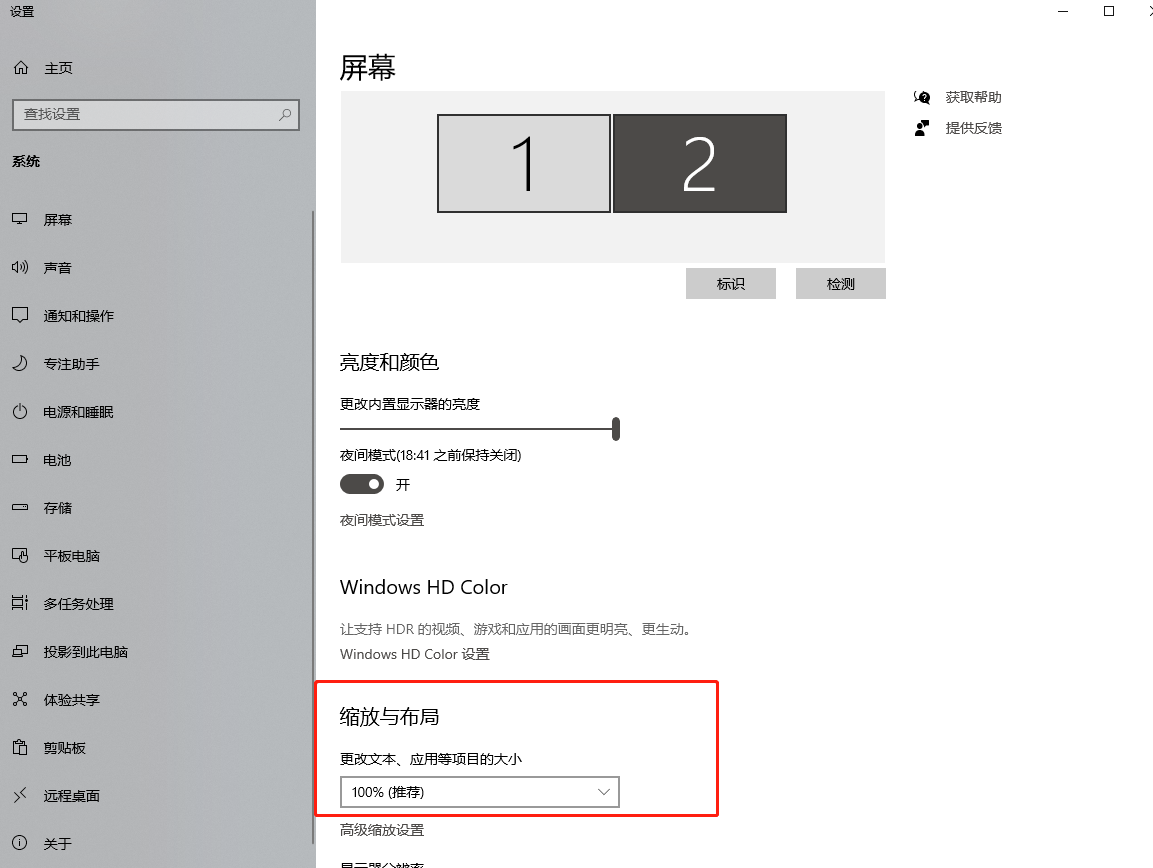 设置
主页
查找设置
系统
屏幕
声音
通知和操作
专注助手
电源和睡眠
电池
存储
平板电脑
多任务处理
投影到此电脑
体验共享
剪贴板
远程桌面
关于
屏幕
1
2
标识
检测
亮度和颜色
更改内置显示器的亮度
夜间模式(18:41 之前保持关闭)
开
夜间模式设置
Windows HD Color
让支持 HDR 的视频、游戏和应用的画面更明亮、更生动。
Windows HD Color 设置
缩放与布局
更改文本、应用等项目的大小
100% (推荐)
高级缩放设置
显示器分辨率
获取帮助
提供反馈